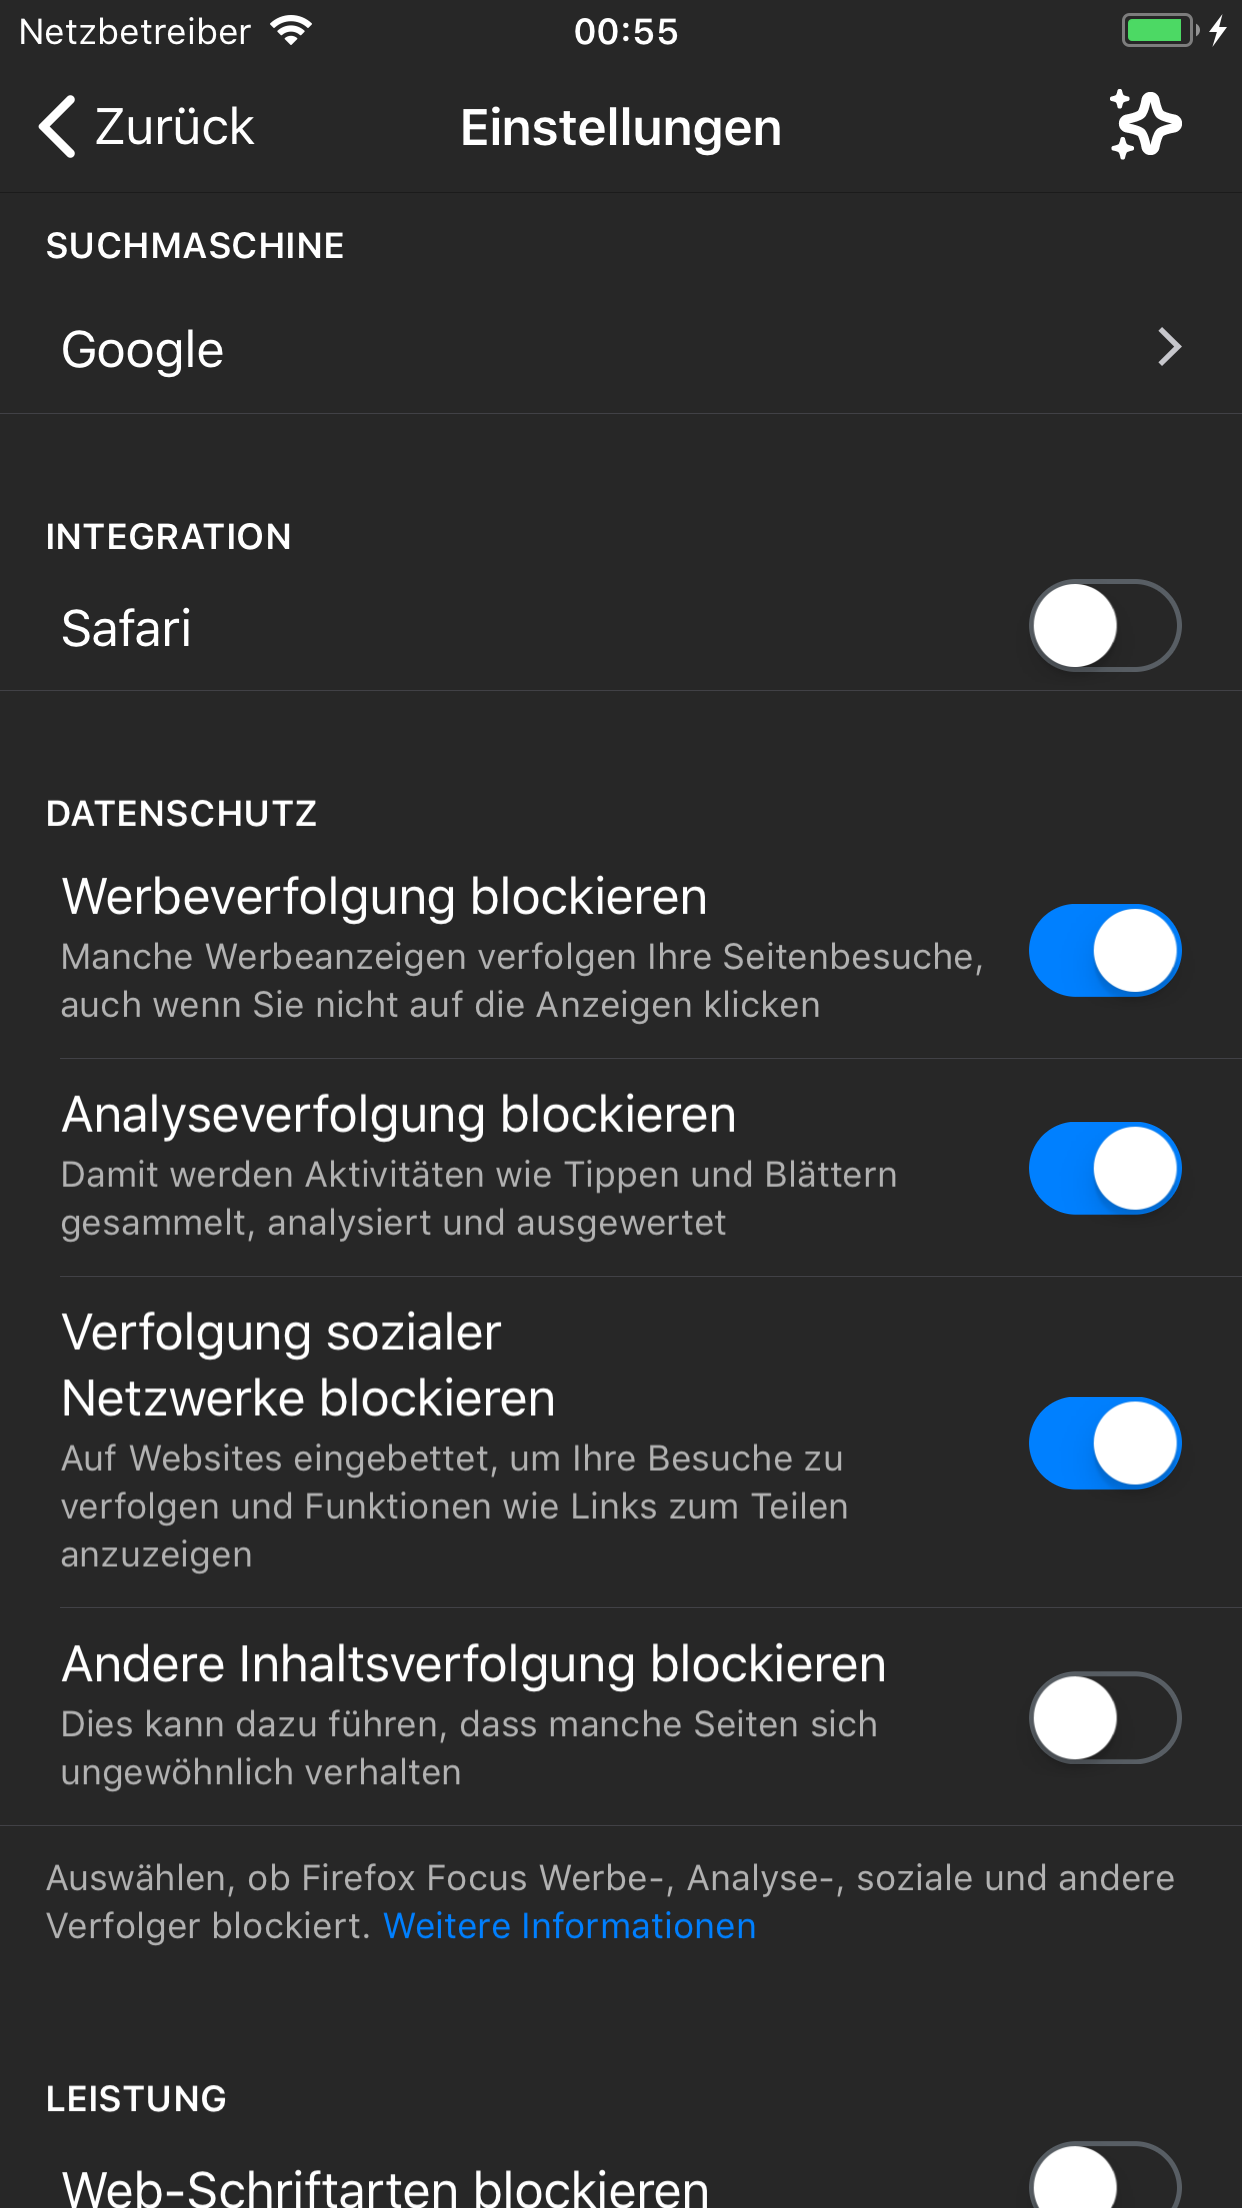 Netzbetreiber 00:55
Zurück Einstellungen
SUCHMASCHINE
Google
INTEGRATION
Safari
DATENSCHUTZ
Werbeverfolgung blockieren
Manche Werbeanzeigen verfolgen Ihre Seitenbesuche,
auch wenn Sie nicht auf die Anzeigen klicken
Analyseverfolgung blockieren
Damit werden Aktivitäten wie Tippen und Blättern
gesammelt, analysiert und ausgewertet
Verfolgung sozialer
Netzwerke blockieren
Auf Websites eingebettet, um Ihre Besuche zu
verfolgen und Funktionen wie Links zum Teilen
anzuzeigen
Andere Inhaltsverfolgung blockieren
Dies kann dazu führen, dass manche Seiten sich
ungewöhnlich verhalten
Auswählen, ob Firefox Focus Werbe-, Analyse-, soziale und andere
Verfolger blockiert. Weitere Informationen
LEISTUNG
Web-Schriftarten blockieren